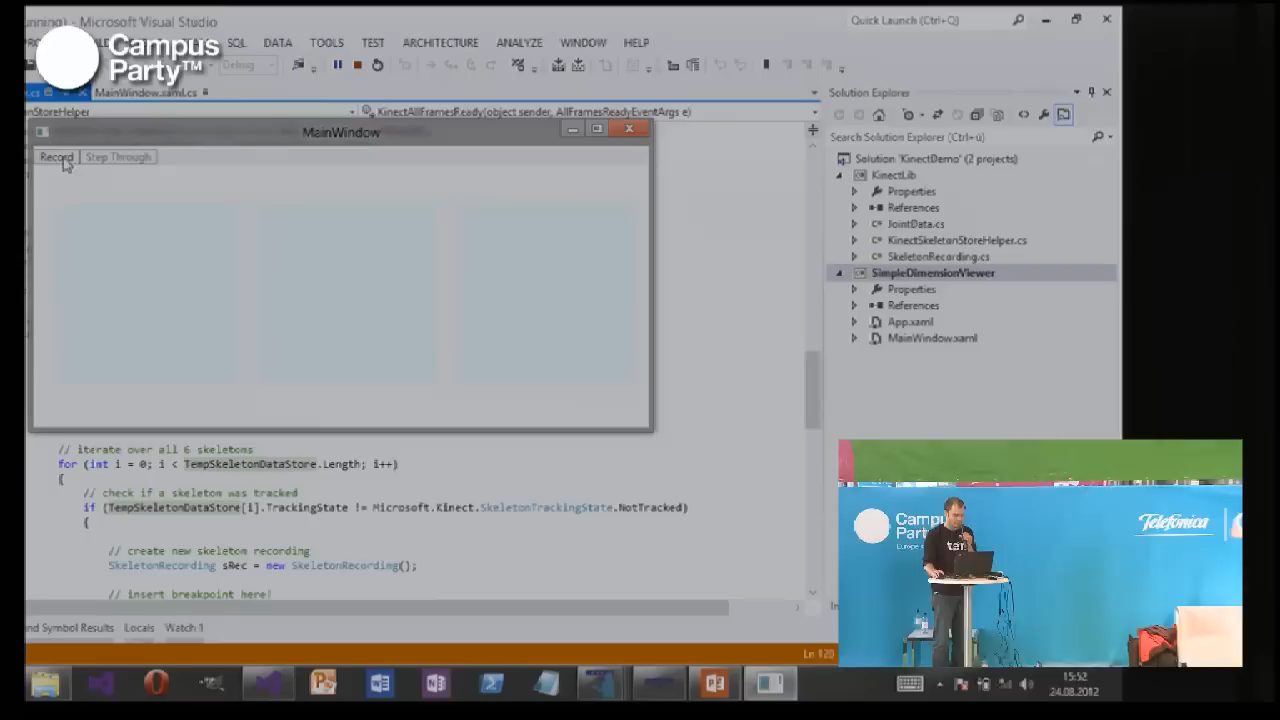 unning) - Microsoft Visual Studio
Quick Launch (Ctrl+Q)
Campus
Party™
SQL DATA TOOLS TEST ARCHITECTURE ANALYZE WINDOW HELP
Debug
MainWindow.xaml.cs
Solution Explorer
nStoreHelper
KinectAllFramesReady(object sender, AllFramesReadyEventArgs e)
MainWindow
Search Solution Explorer (Ctrl+ü)
Record
Step Through
Solution 'KinectDemo' (2 projects)
KinectLib
Properties
References
JointData.cs
KinectSkeletonStoreHelper.cs
SkeletonRecording.cs
SimpleDimensionViewer
Properties
References
App.xaml
MainWindow.xaml
// iterate over all 6 skeletons
for (int i = 0; i < TempSkeletonDataStore.Length; i++)
{
// check if a skeleton was tracked
if (TempSkeletonDataStore[i].TrackingState != Microsoft.Kinect.SkeletonTrackingState.NotTracked)
{
// create new skeleton recording
SkeletonRecording sRec = new SkeletonRecording();
// insert breakpoint here!
ind Symbol Results Locals Watch 1
Ln 120
Campus
Party
Telefónica
15:52
24.08.2012